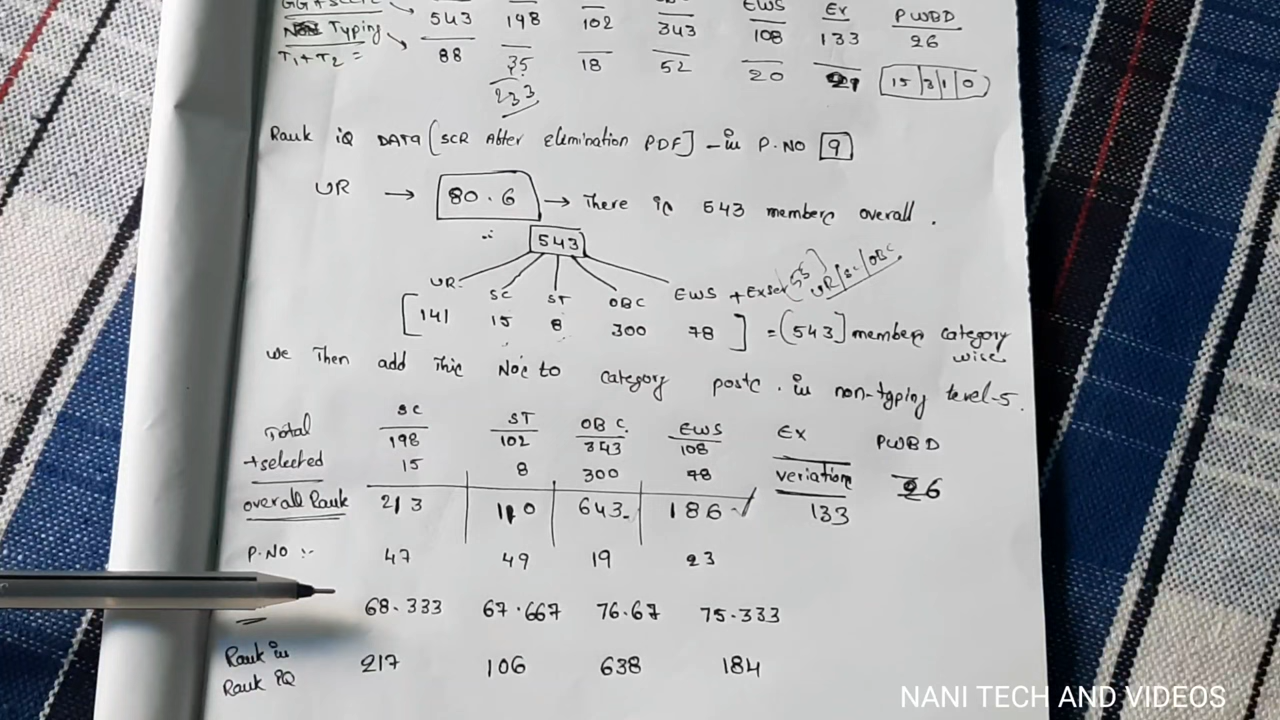 GG + SCLTC → 543 198 102 343 EWS 108 Ex 133 PWBD 26
Typing
T1+T2 = → 88 35 18 52 20 15 3 1 0
233
Rank iQ DATA [SCR After elimination PDF] - in P.NO 9
UR → 80.6 → There is 543 members overall.
∴ 543
UR SC ST OBC EWS + Exser 55 UR/SC/OBC
[141 15 8 300 78] = (543] members category wise
We Then add This No's to category posts. in non-typing level-5.
Total SC 198 ST 102 OBC. 343 EWS 108 Ex PWBD
+selected 15 8 300 78 veriation 26
overall Rank 213 110 643 186 133
P.NO :- 47 49 19 23
68.333 67.667 76.67 75.333
Rank in Rank iQ 217 106 638 184
NANI TECH AND VIDEOS